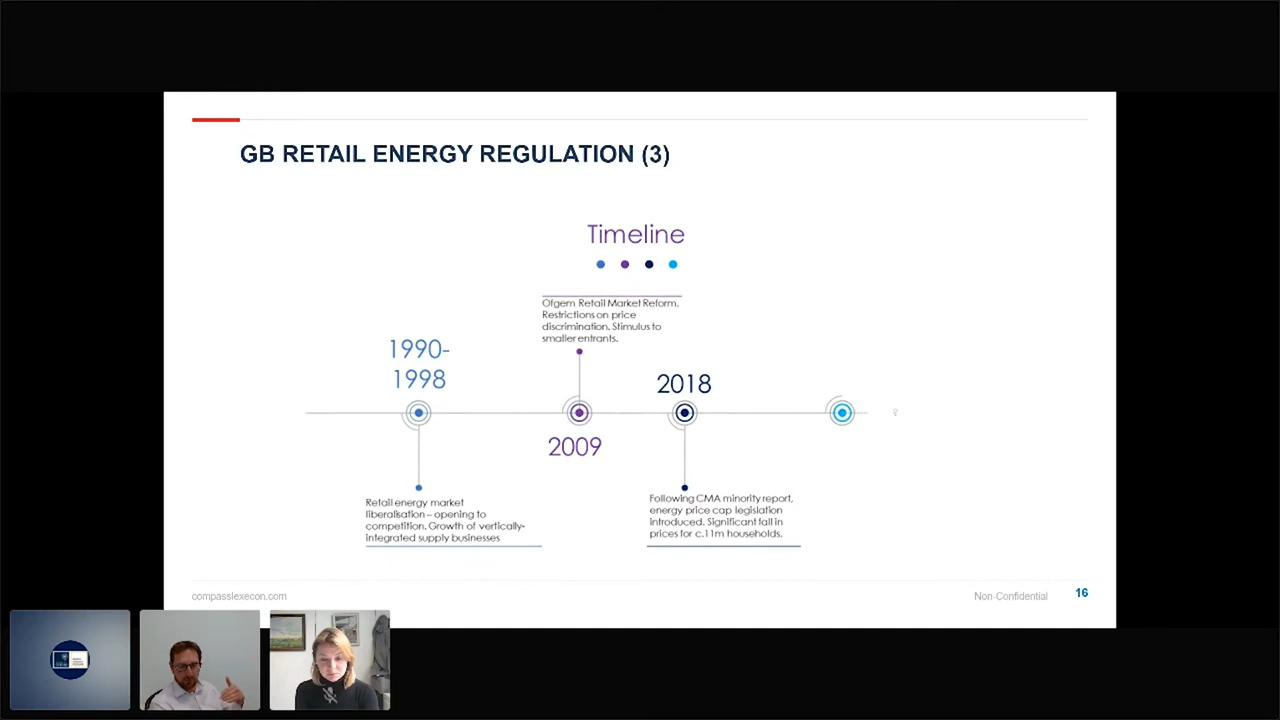 GB RETAIL ENERGY REGULATION (3)
Timeline
Ofgem Retail Market Reform.
Restrictions on price
discrimination. Stimulus to
smaller entrants.
1990-
1998
2018
?
2009
Retail energy market
liberalisation – opening to
competition. Growth of vertically-
integrated supply businesses
Following CMA minority report,
energy price cap legislation
introduced. Significant fall in
prices for c.11m households.
compasslexecon.com
Non-Confidential
16